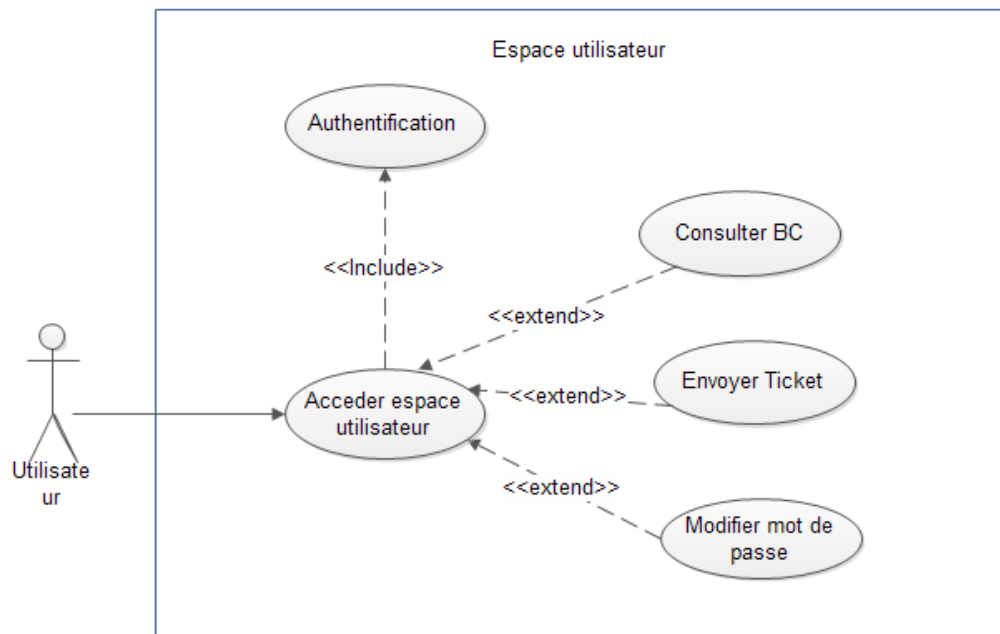 Espace utilisateur
Authentification
Consulter BC
<<Include>>
<<extend>>
Envoyer Ticket
<<extend>>
Acceder espace
utilisateur
Utilisate
ur
<<extend>>
Modifier mot de
passe